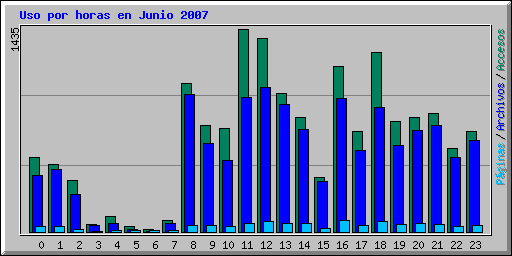 Uso por horas en Junio 2007
1435
Páginas / Archivos / Accesos
0 1 2 3 4 5 6 7 8 9 10 11 12 13 14 15 16 17 18 19 20 21 22 23